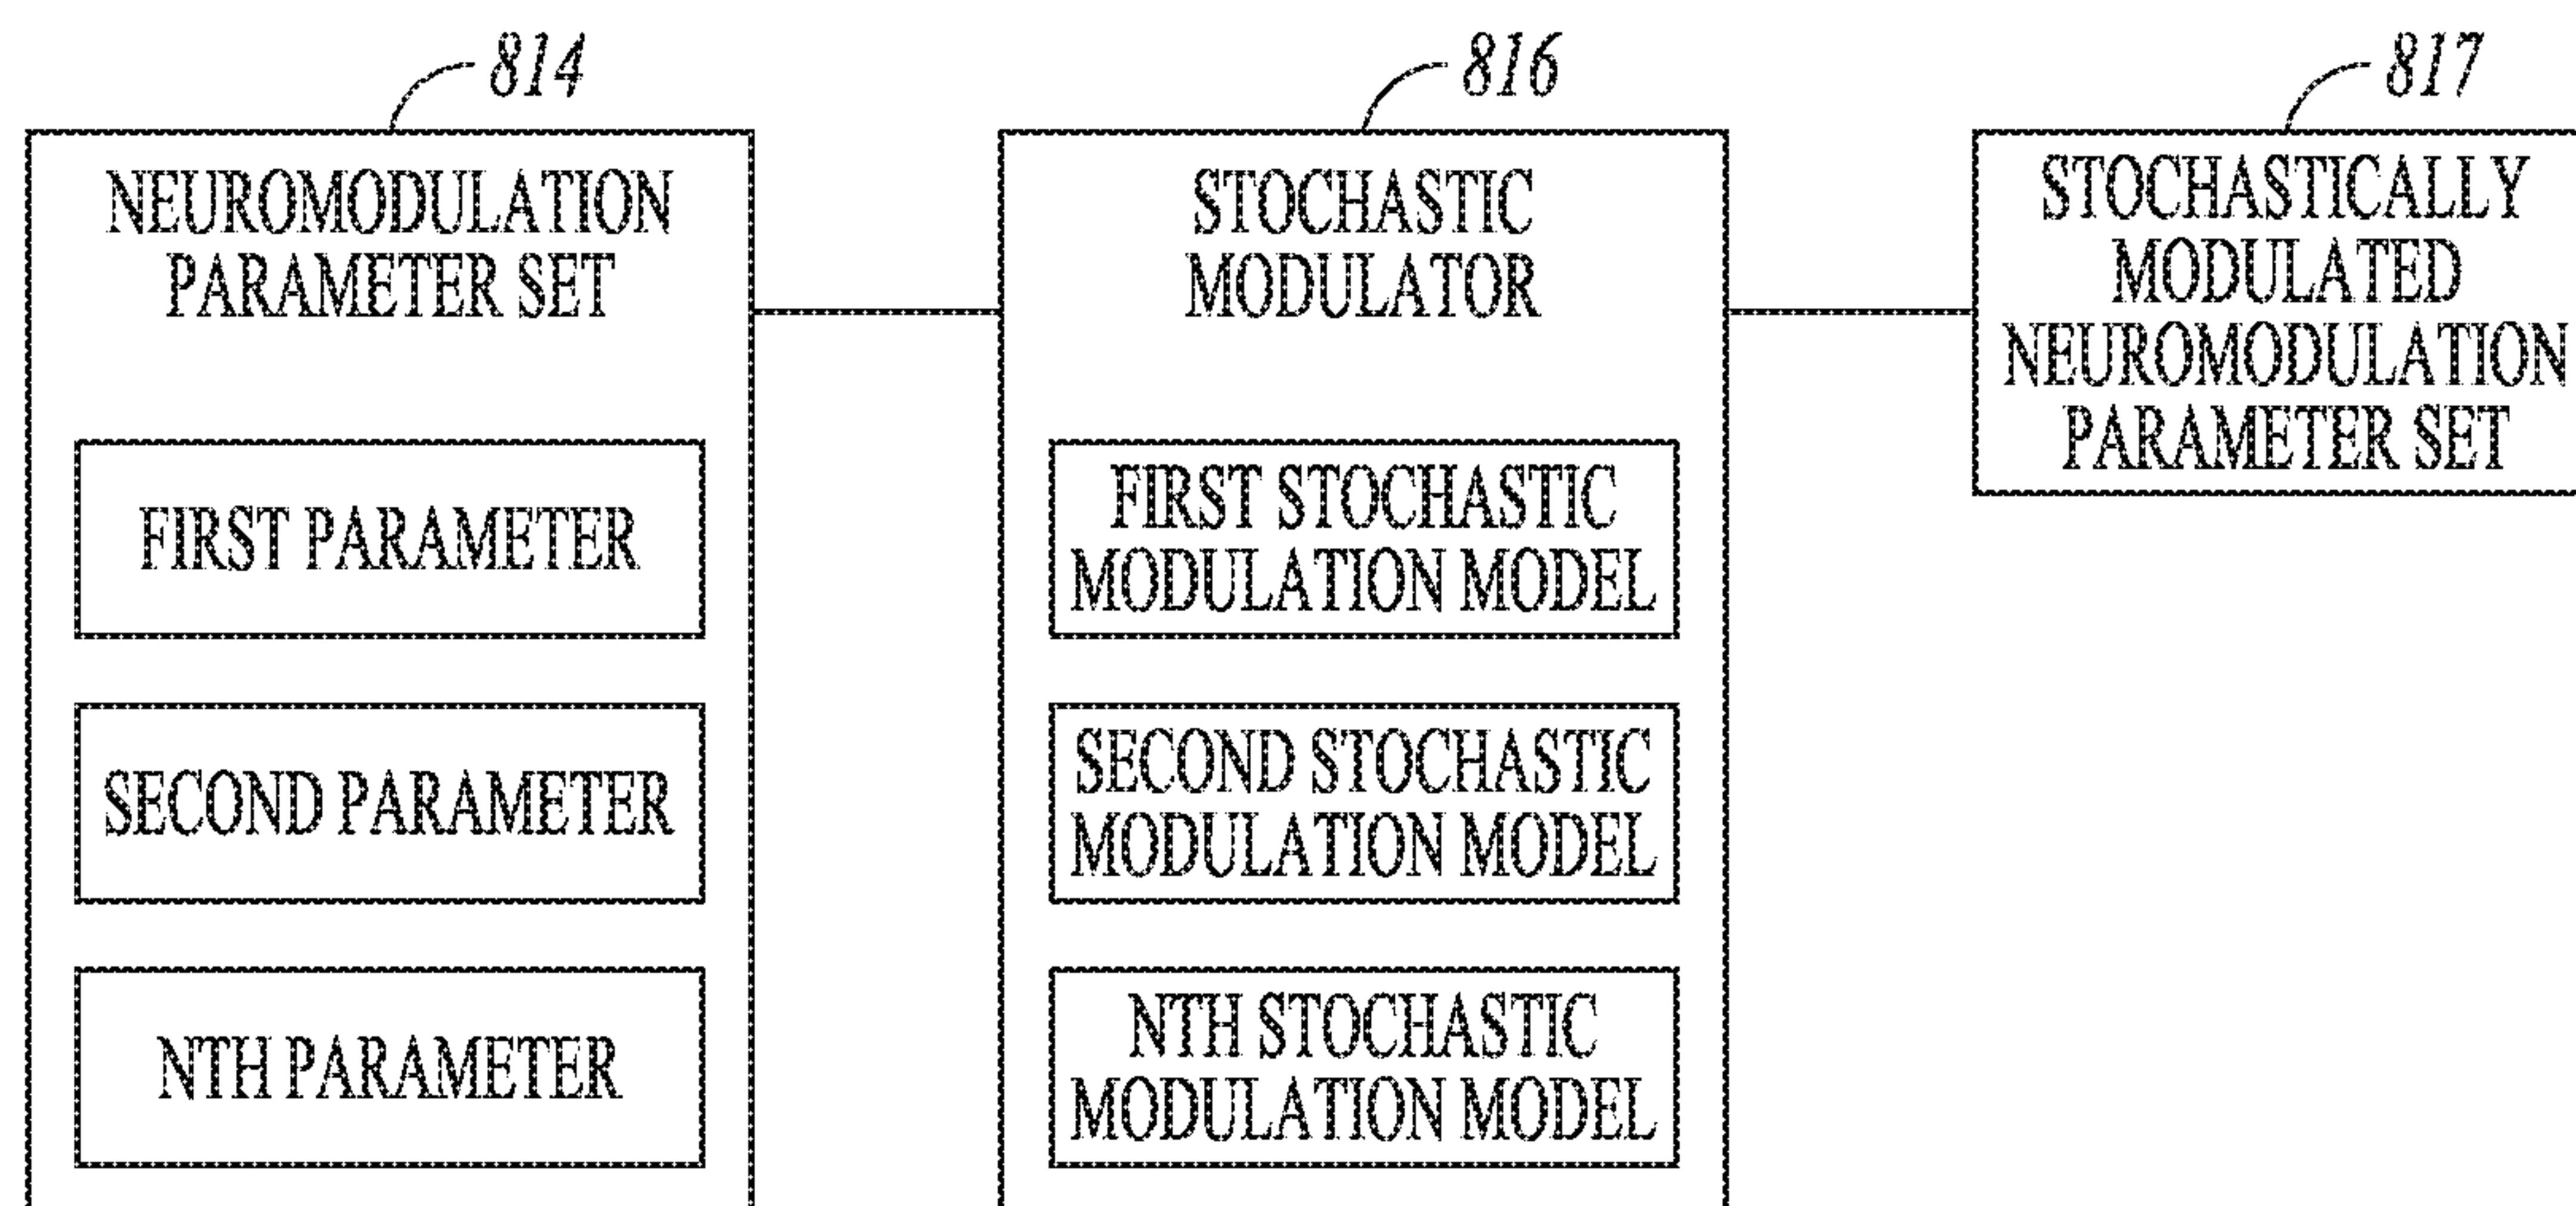 814
NEUROMODULATION
PARAMETER SET
FIRST PARAMETER
SECOND PARAMETER
NTH PARAMETER
816
STOCHASTIC
MODULATOR
FIRST STOCHASTIC
MODULATION MODEL
SECOND STOCHASTIC
MODULATION MODEL
NTH STOCHASTIC
MODULATION MODEL
817
STOCHASTICALLY
MODULATED
NEUROMODULATION
PARAMETER SET